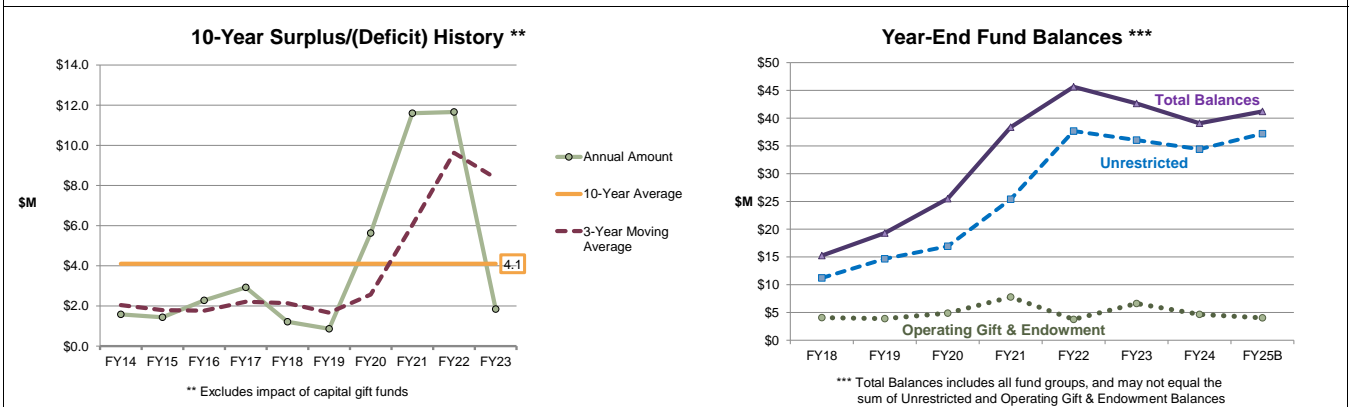 10-Year Surplus/(Deficit) History **
$14.0
$12.0
$10.0
$8.0
$6.0
$4.0
$2.0
$0.0
$M
4.1
FY14 FY15 FY16 FY17 FY18 FY19 FY20 FY21 FY22 FY23
Annual Amount
10-Year Average
3-Year Moving
Average
** Excludes impact of capital gift funds
Year-End Fund Balances ***
$50
$45
$40
$35
$30
$25
$20
$15
$10
$5
$0
$M
Total Balances
Unrestricted
Operating Gift & Endowment
FY18 FY19 FY20 FY21 FY22 FY23 FY24 FY25B
*** Total Balances includes all fund groups, and may not equal the
sum of Unrestricted and Operating Gift & Endowment Balances